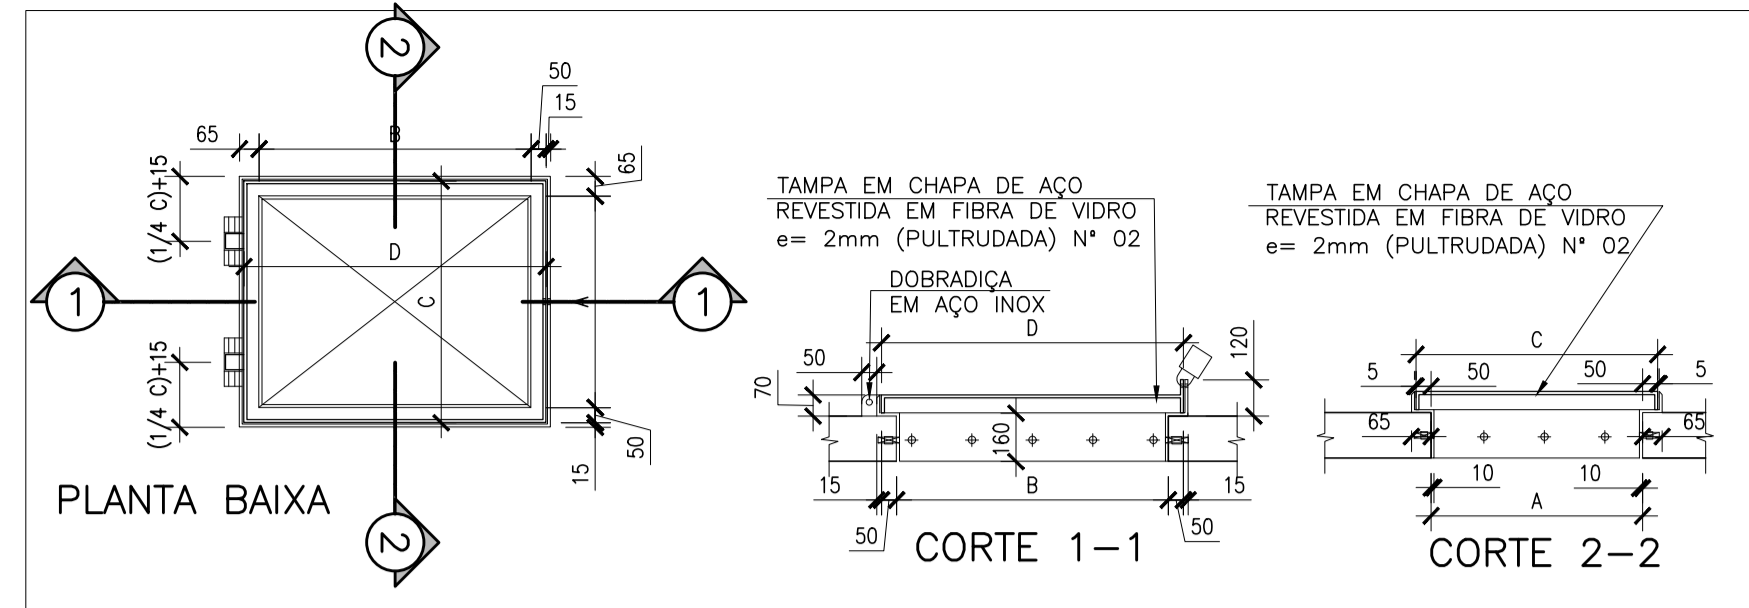 2
50
15
65
B
65
(1/4 C)+15
D
C
1
1
(1/4 C)+15
50
15
2
PLANTA BAIXA
TAMPA EM CHAPA DE AÇO
REVESTIDA EM FIBRA DE VIDRO
e= 2mm (PULTRUDADA) Nº 02
DOBRADIÇA
EM AÇO INOX
D
50
70
120
160
15
B
15
50
50
CORTE 1-1
TAMPA EM CHAPA DE AÇO
REVESTIDA EM FIBRA DE VIDRO
e= 2mm (PULTRUDADA) Nº 02
C
5
50
50
5
65
65
10
10
A
CORTE 2-2